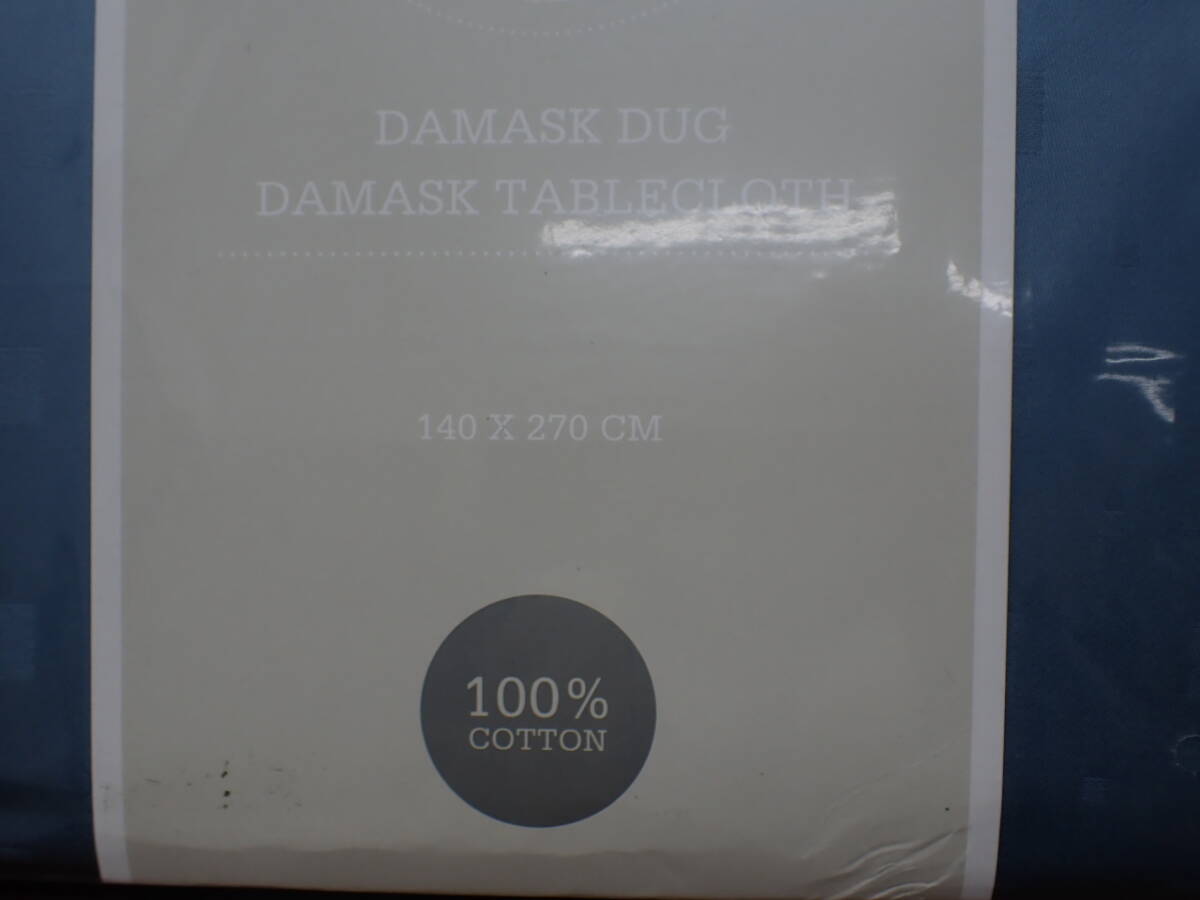 DAMASK DUG
DAMASK TABLECLOTH
140 X 270 CM
100%
COTTON